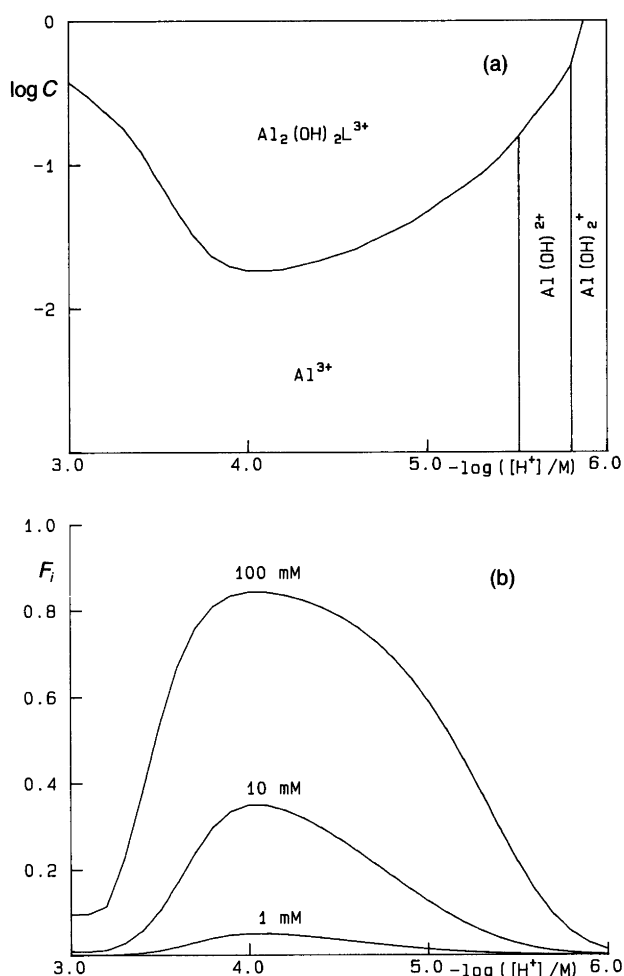 0
(a)
log C
Al₂(OH)₂L³⁺
-1
Al(OH)²⁺
Al(OH)₂⁺
-2
Al³⁺
3.0 4.0 5.0 -log([H⁺]/M) 6.0
1.0
Fᵢ
100 mM
(b)
0.8
0.6
0.4
10 mM
0.2
1 mM
3.0 4.0 5.0 -log([H⁺]/M) 6.0